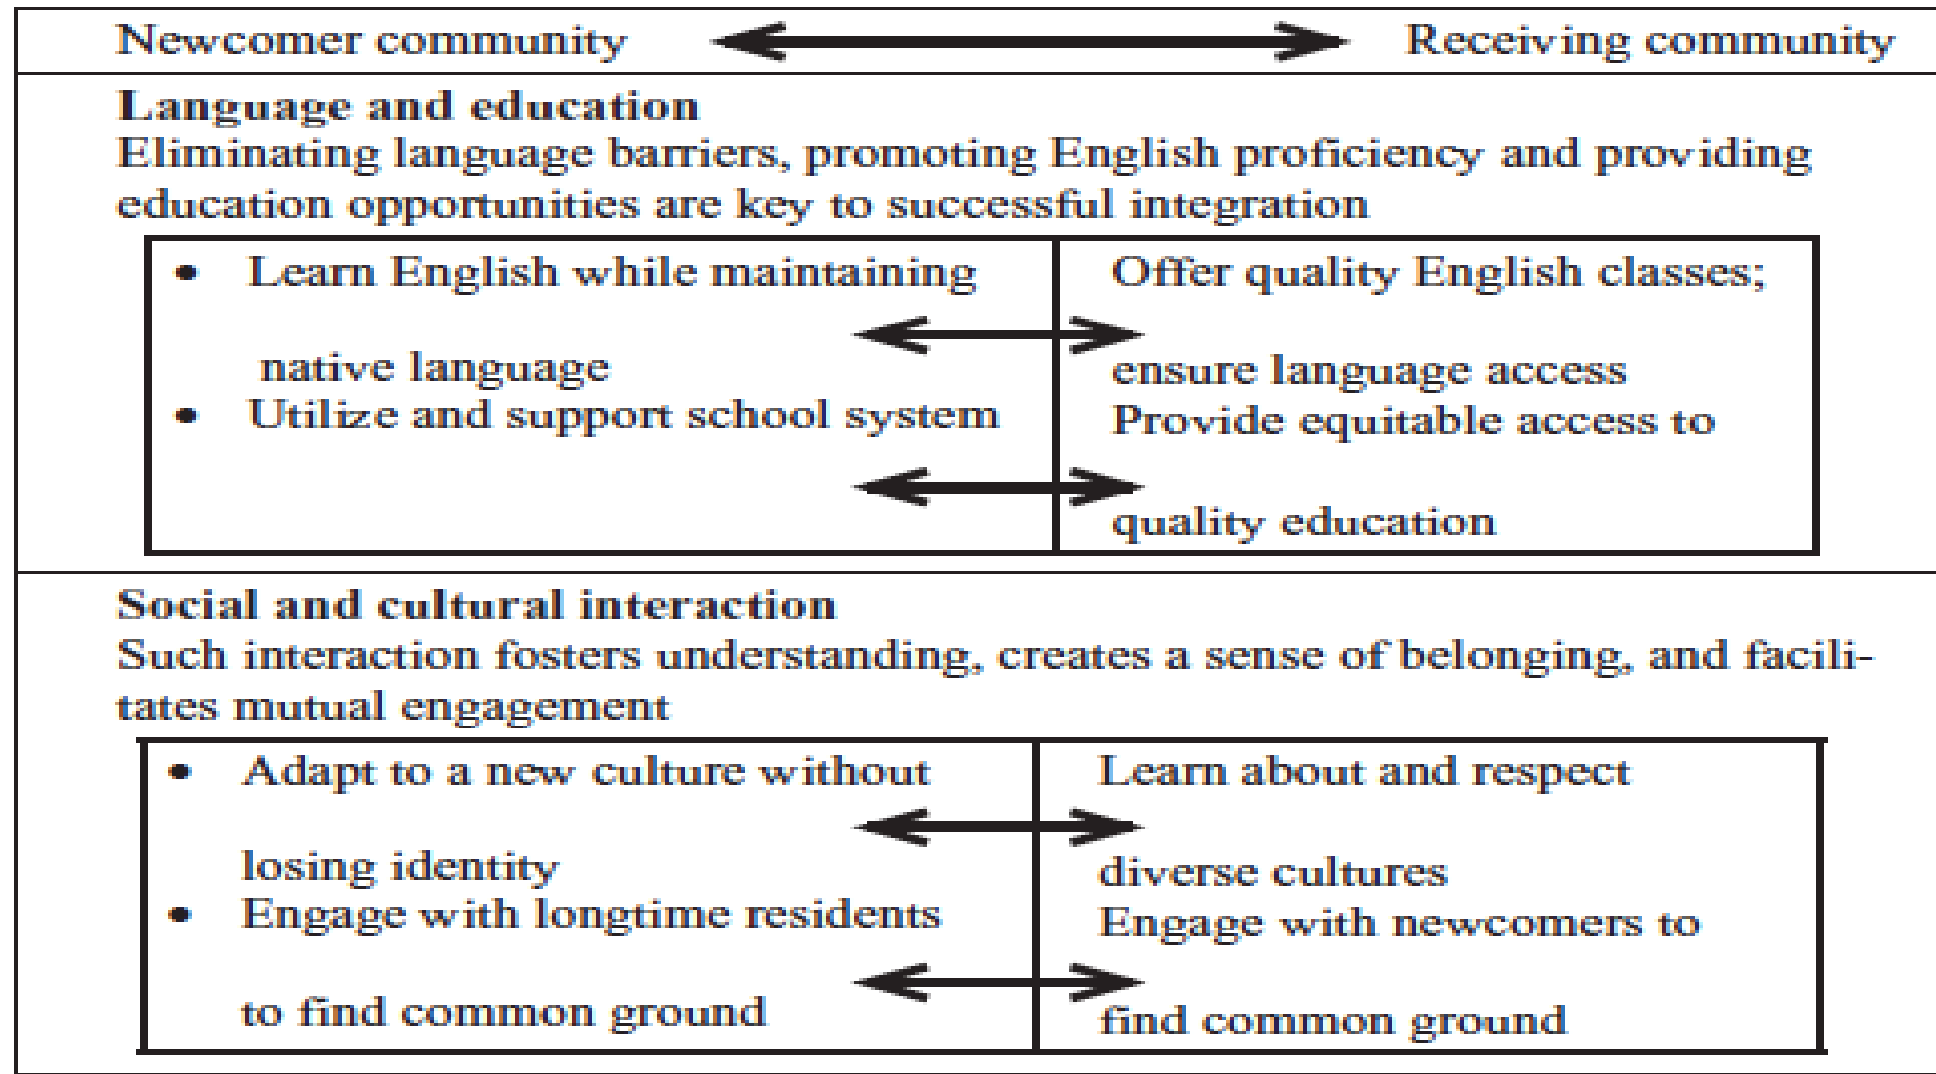 Newcomer community Receiving community
Language and education
Eliminating language barriers, promoting English proficiency and providing
education opportunities are key to successful integration
• Learn English while maintaining
native language
• Utilize and support school system
Offer quality English classes;
ensure language access
Provide equitable access to
quality education
Social and cultural interaction
Such interaction fosters understanding, creates a sense of belonging, and facili-
tates mutual engagement
• Adapt to a new culture without
losing identity
• Engage with longtime residents
to find common ground
Learn about and respect
diverse cultures
Engage with newcomers to
find common ground